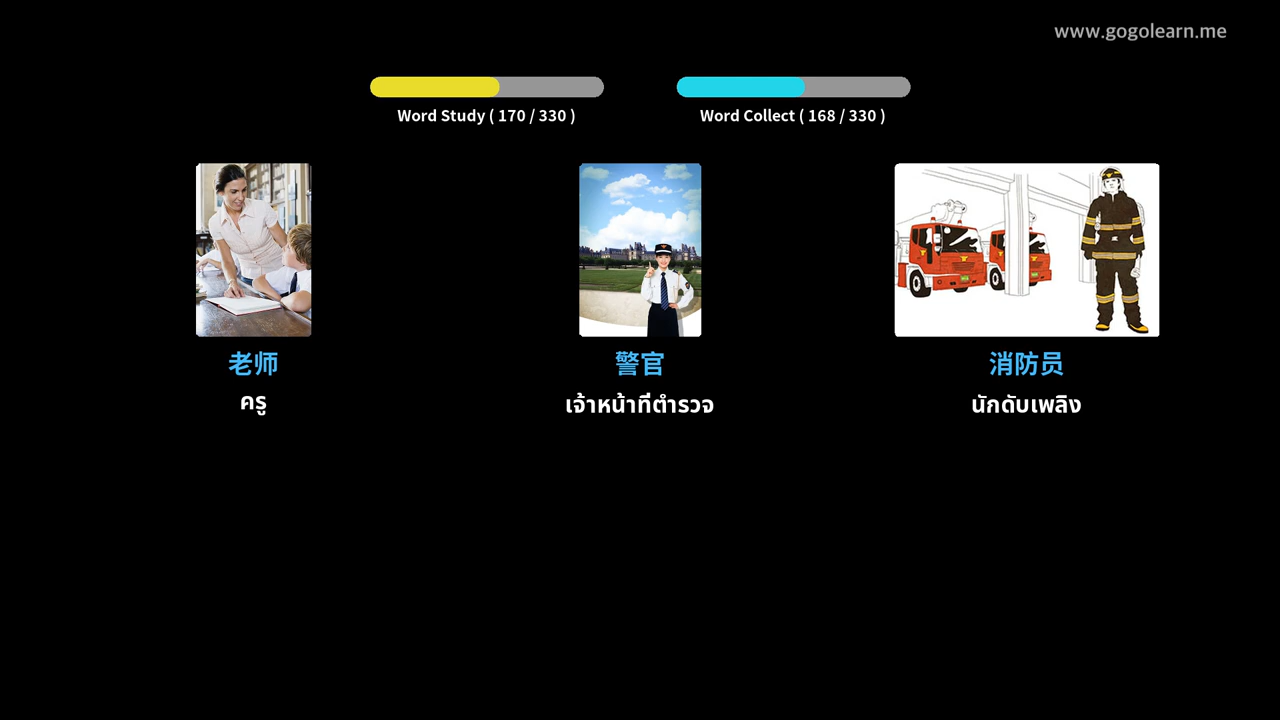 www.gogolearn.me
Word Study ( 170 / 330 )
Word Collect ( 168 / 330 )
老师
警官
消防员
ครู
เจ้าหน้าที่ตำรวจ
นักดับเพลิง